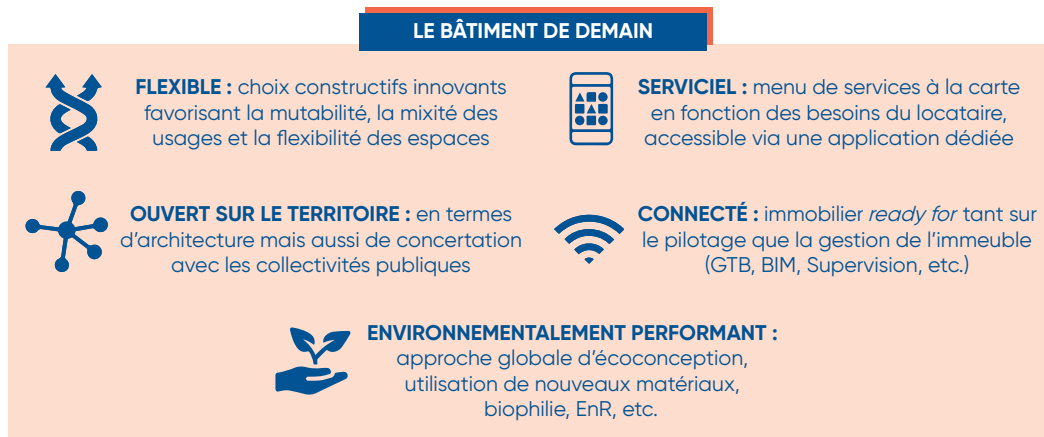 LE BÂTIMENT DE DEMAIN
FLEXIBLE : choix constructifs innovants
favorisant la mutabilité, la mixité des
usages et la flexibilité des espaces
SERVICIEL : menu de services à la carte
en fonction des besoins du locataire,
accessible via une application dédiée
OUVERT SUR LE TERRITOIRE : en termes
d’architecture mais aussi de concertation
avec les collectivités publiques
CONNECTÉ : immobilier ready for tant sur
le pilotage que la gestion de l’immeuble
(GTB, BIM, Supervision, etc.)
ENVIRONNEMENTALEMENT PERFORMANT :
approche globale d’écoconception,
utilisation de nouveaux matériaux,
biophilie, EnR, etc.